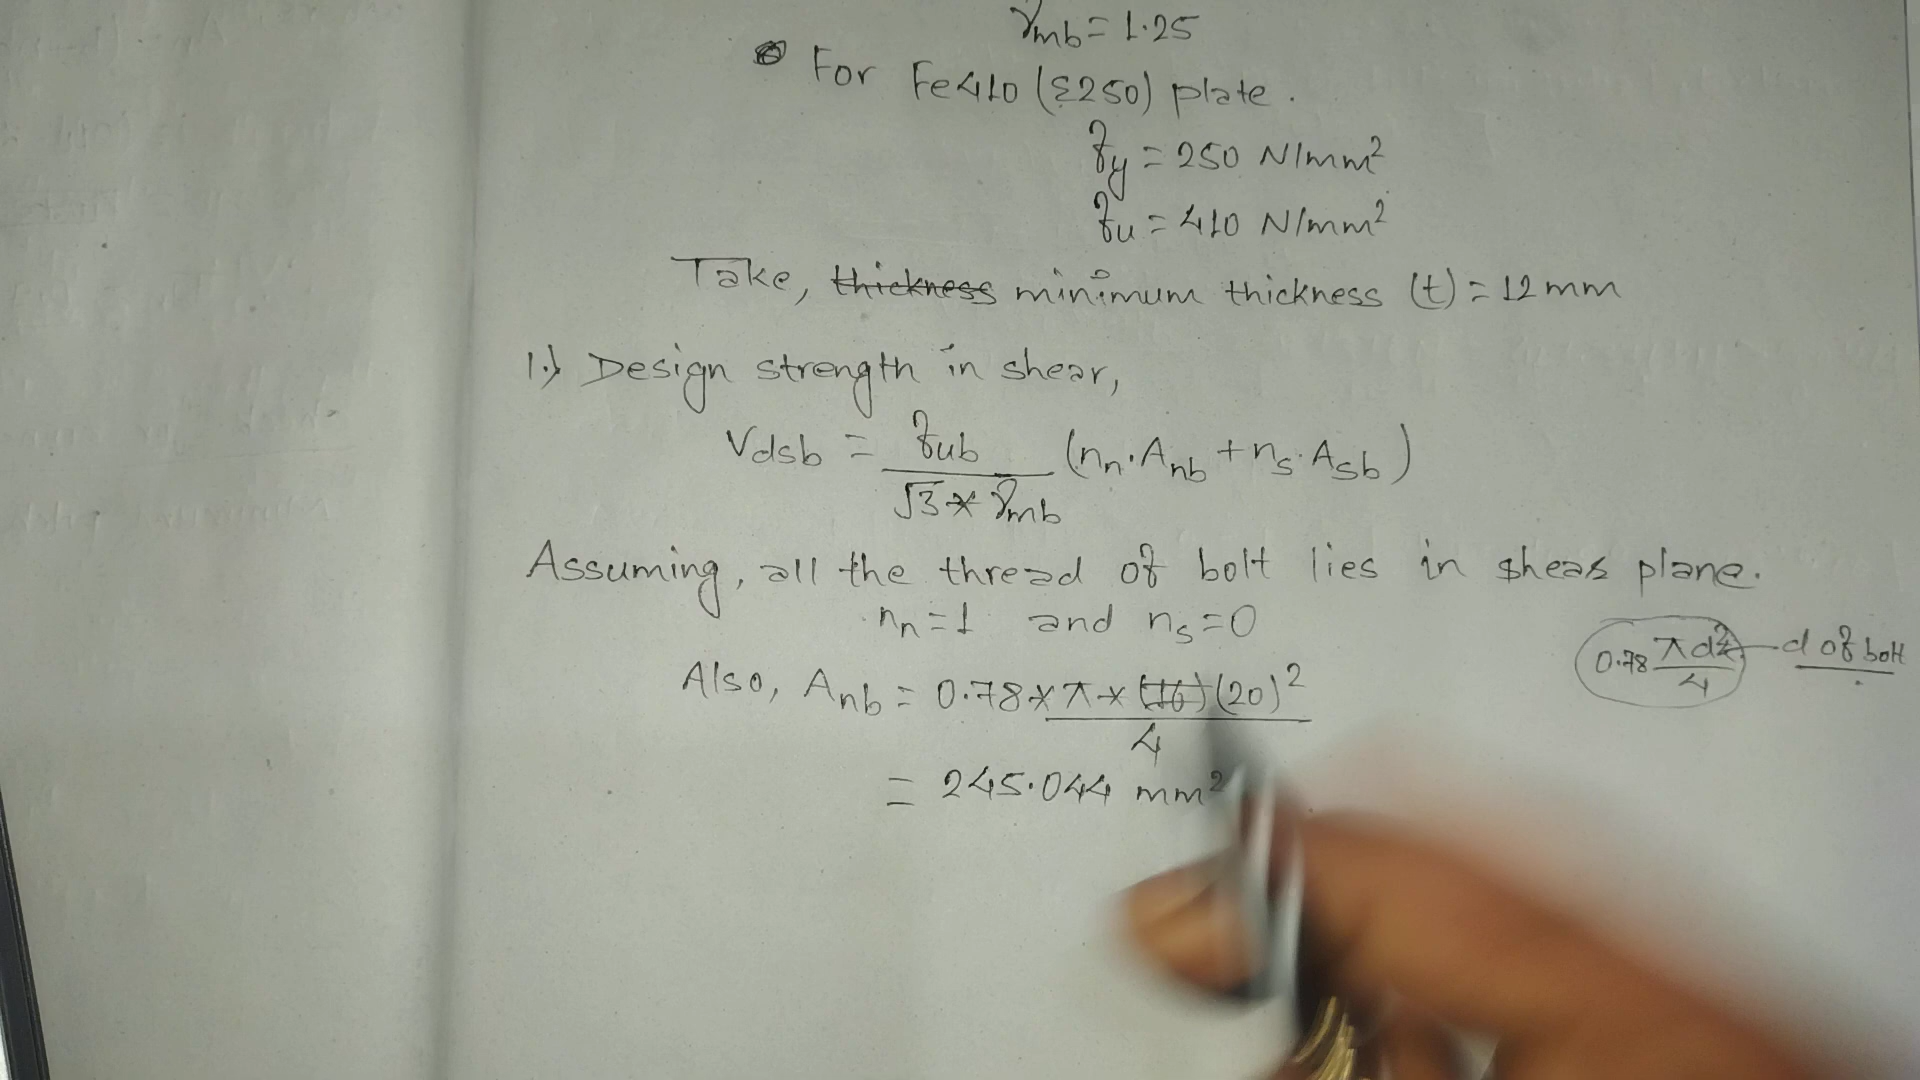 γmb = 1.25
For Fe410 (E250) plate.
fy = 250 N/mm²
fu = 410 N/mm²
Take, thickness minimum thickness (t) = 12 mm
1.) Design strength in shear,
Vdsb = fub / √3 * γmb (nn · Anb + ns · Asb)
Assuming, all the thread of bolt lies in shear plane.
nn = 1 and ns = 0
0.78 πd² / 4 d of bolt
Also, Anb = 0.78 * π * (16) (20)² / 4
= 245.044 mm²